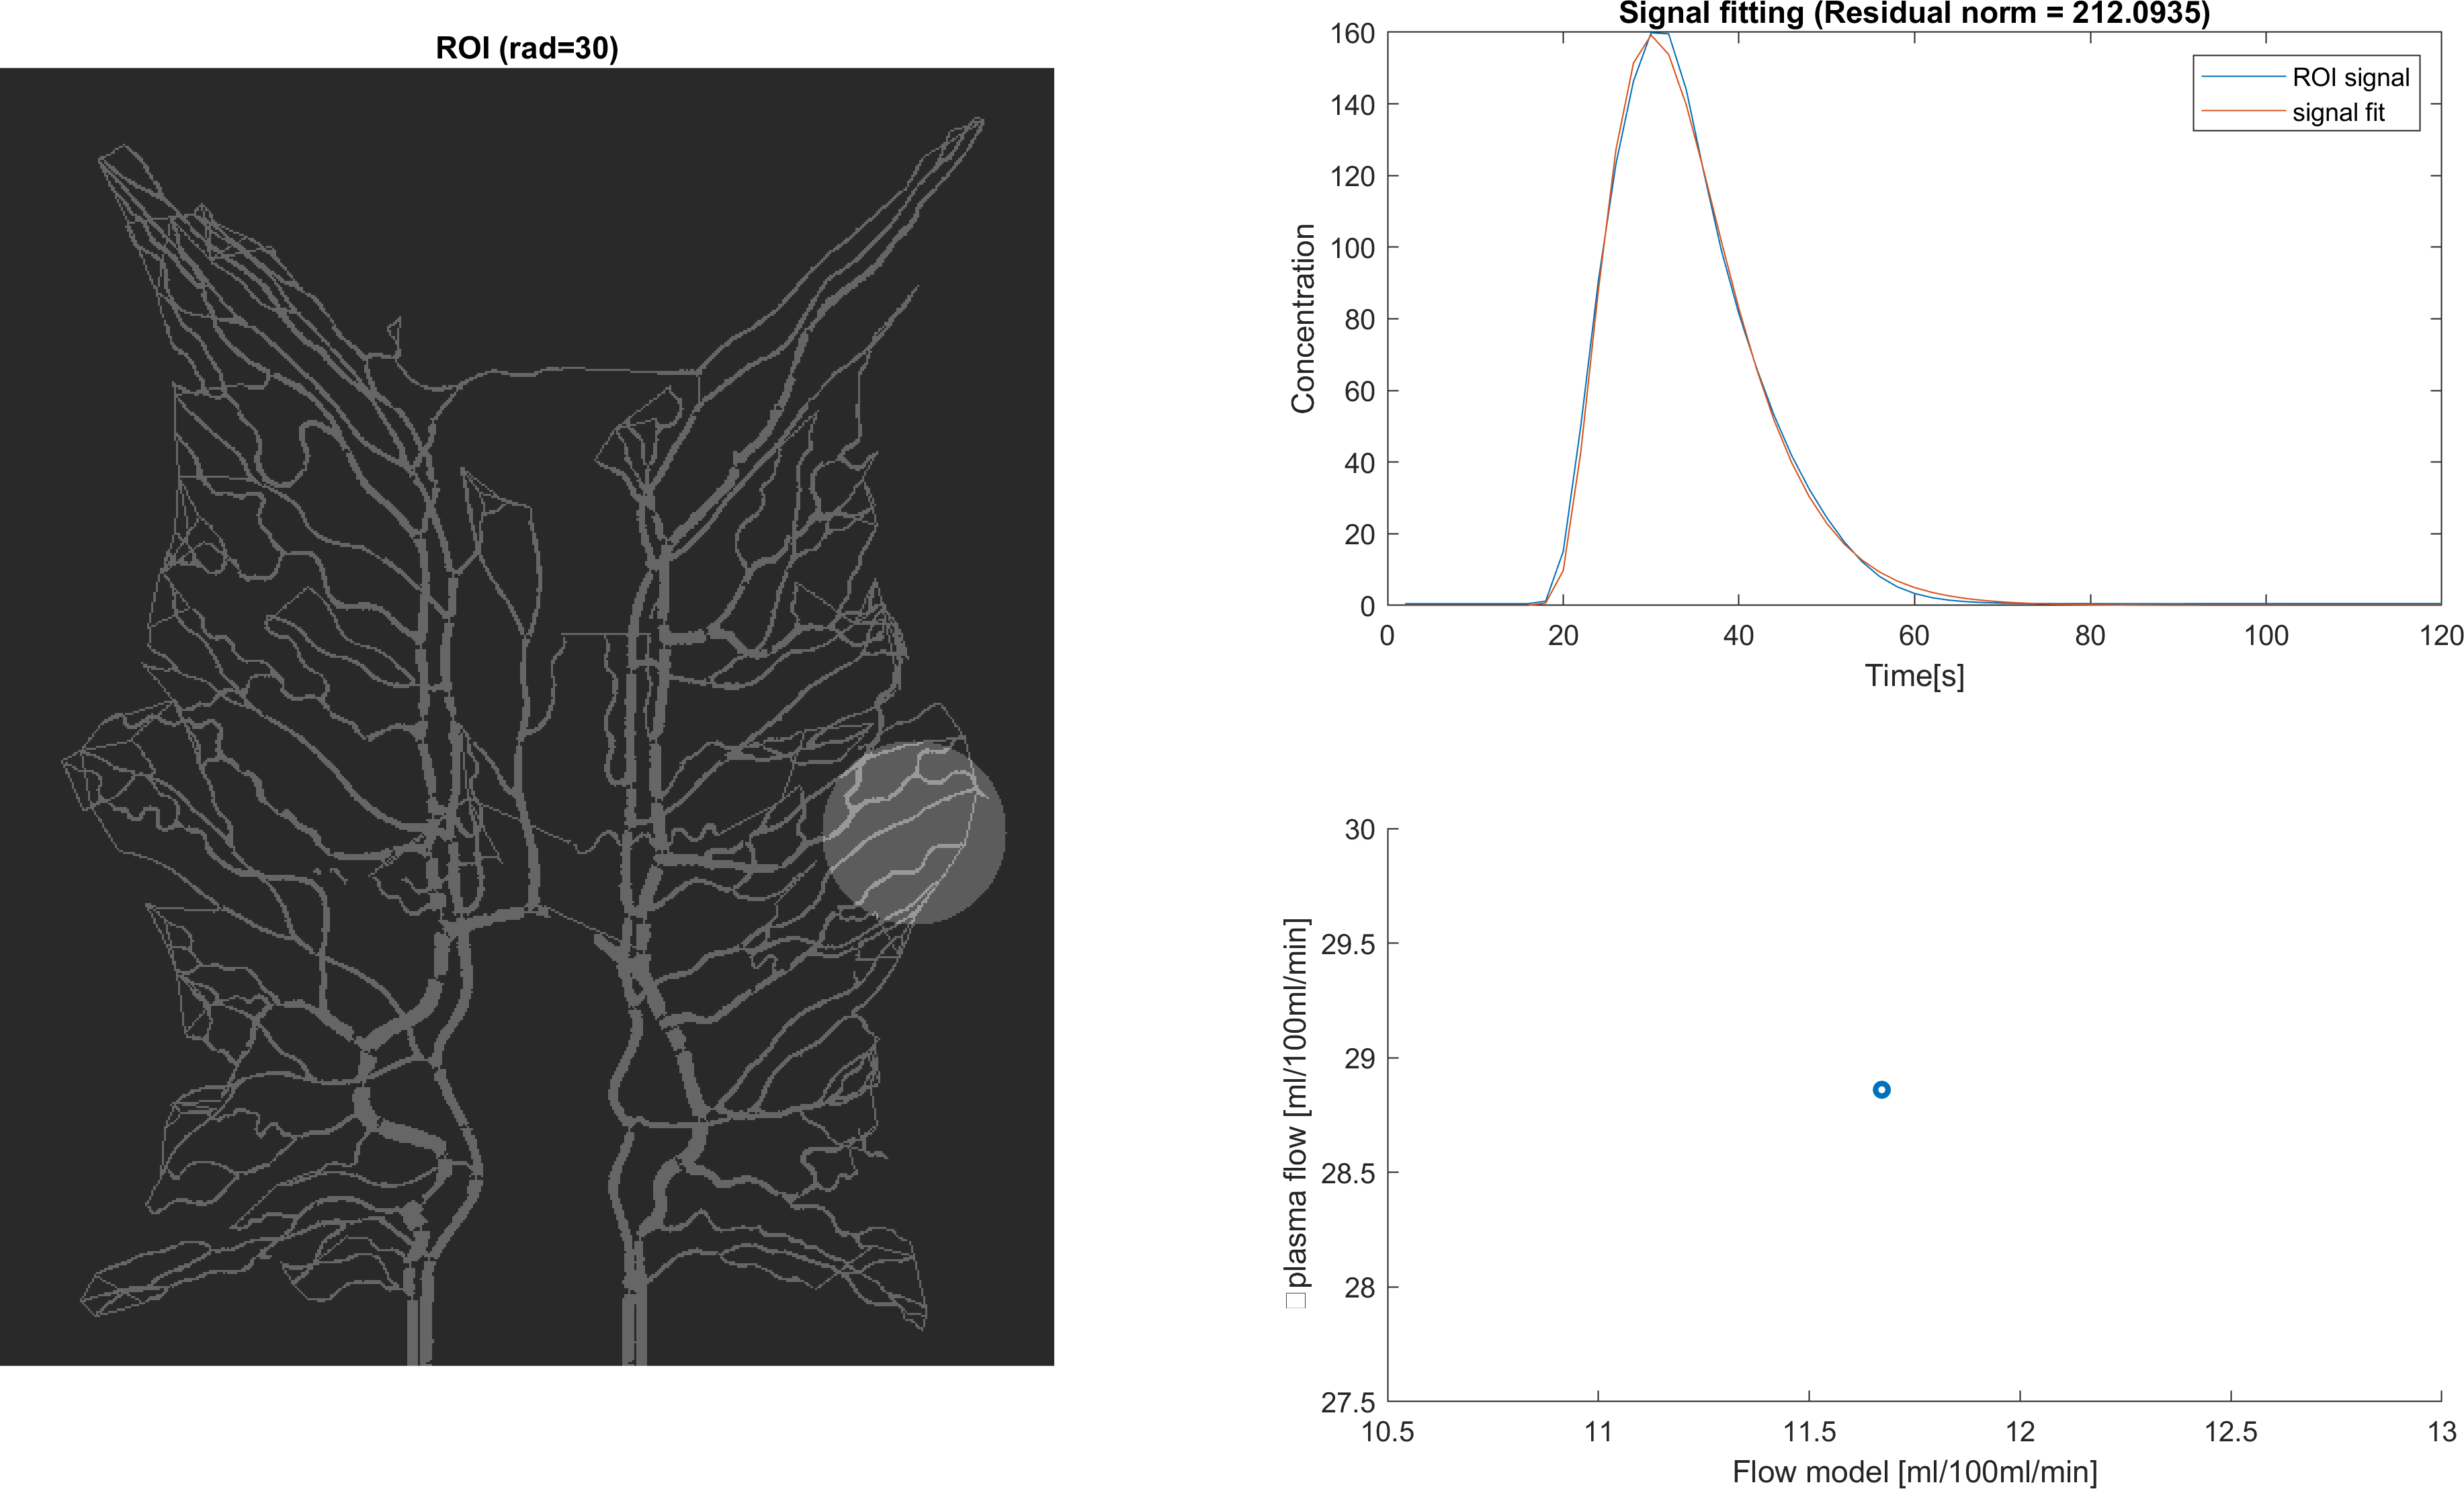 ROI (rad=30)
Signal fitting (Residual norm = 212.0935)
160
140
120
100
80
60
40
20
0
Concentration
ROI signal
signal fit
0 20 40 60 80 100 120
Time[s]
30
29.5
29
28.5
28
27.5
□ plasma flow [ml/100ml/min]
10.5 11 11.5 12 12.5 13
Flow model [ml/100ml/min]